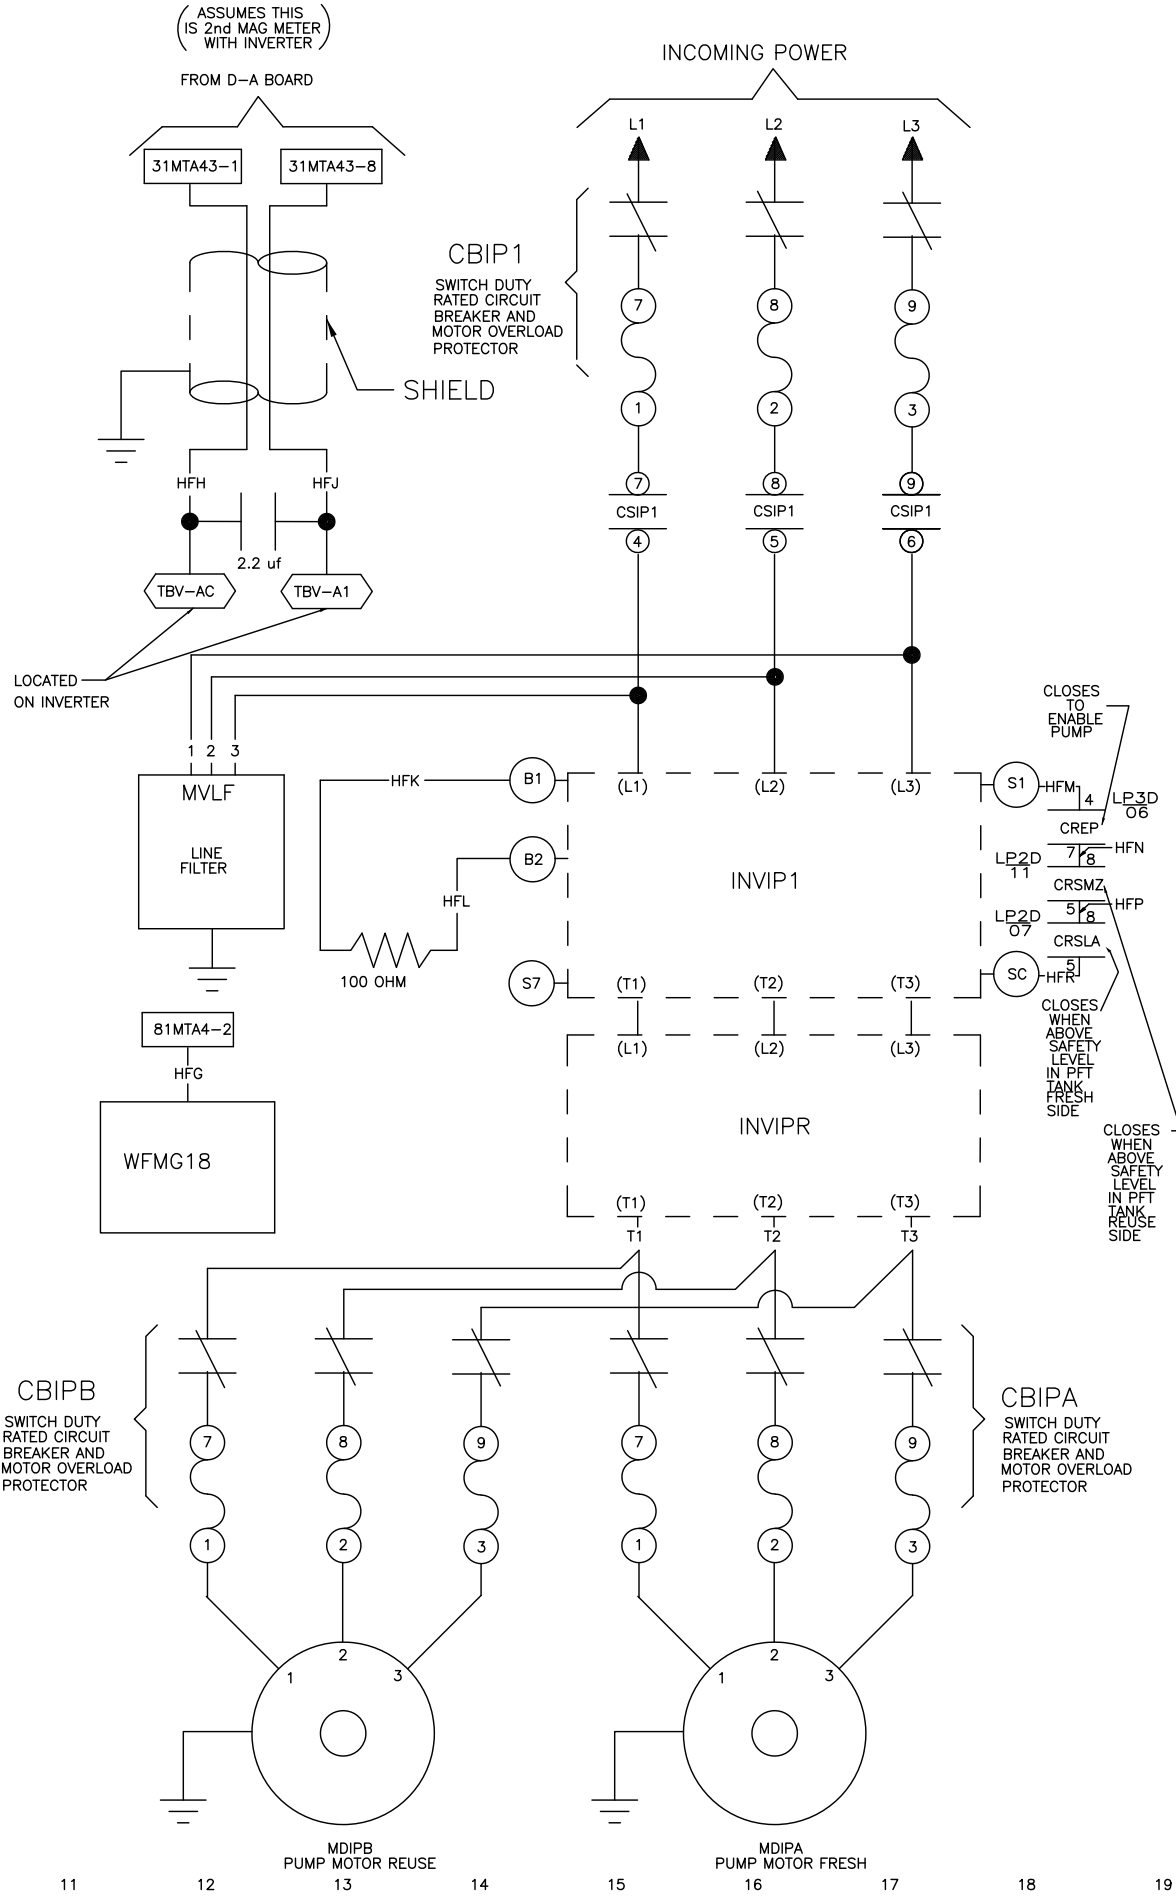 ASSUMES THIS
IS 2nd MAG METER
WITH INVERTER
FROM D-A BOARD
31MTA43-1
31MTA43-8
INCOMING POWER
L1
L2
L3
CBIP1
SWITCH DUTY
RATED CIRCUIT
BREAKER AND
MOTOR OVERLOAD
PROTECTOR
7
8
9
1
2
3
SHIELD
HFH
HFJ
2.2 uf
TBV-AC
TBV-A1
7
8
9
CSIP1
CSIP1
CSIP1
4
5
6
LOCATED
ON INVERTER
1
2
3
MVLF
LINE
FILTER
HFK
B1
B2
HFL
100 OHM
S7
(L1)
(L2)
(L3)
INVIP1
(T1)
(T2)
(T3)
CLOSES
TO
ENABLE
PUMP
S1
HFM
4
LP3D
06
CREP
7
HFN
LP2D
11
8
CRSMZ
5
HFP
LP2D
07
8
CRSLA
5
SC
HFR
CLOSES
WHEN
ABOVE
SAFETY
LEVEL
IN PFT
TANK
FRESH
SIDE
CLOSES
WHEN
ABOVE
SAFETY
LEVEL
IN PFT
TANK
REUSE
SIDE
81MTA4-2
HFG
WFMG18
(L1)
(L2)
(L3)
INVIPR
(T1)
(T2)
(T3)
T1
T2
T3
CBIPB
SWITCH DUTY
RATED CIRCUIT
BREAKER AND
MOTOR OVERLOAD
PROTECTOR
7
8
9
1
2
3
7
8
9
1
2
3
CBIPA
SWITCH DUTY
RATED CIRCUIT
BREAKER AND
MOTOR OVERLOAD
PROTECTOR
1
2
3
1
2
3
MDIPB
PUMP MOTOR REUSE
MDIPA
PUMP MOTOR FRESH
11
12
13
14
15
16
17
18
19